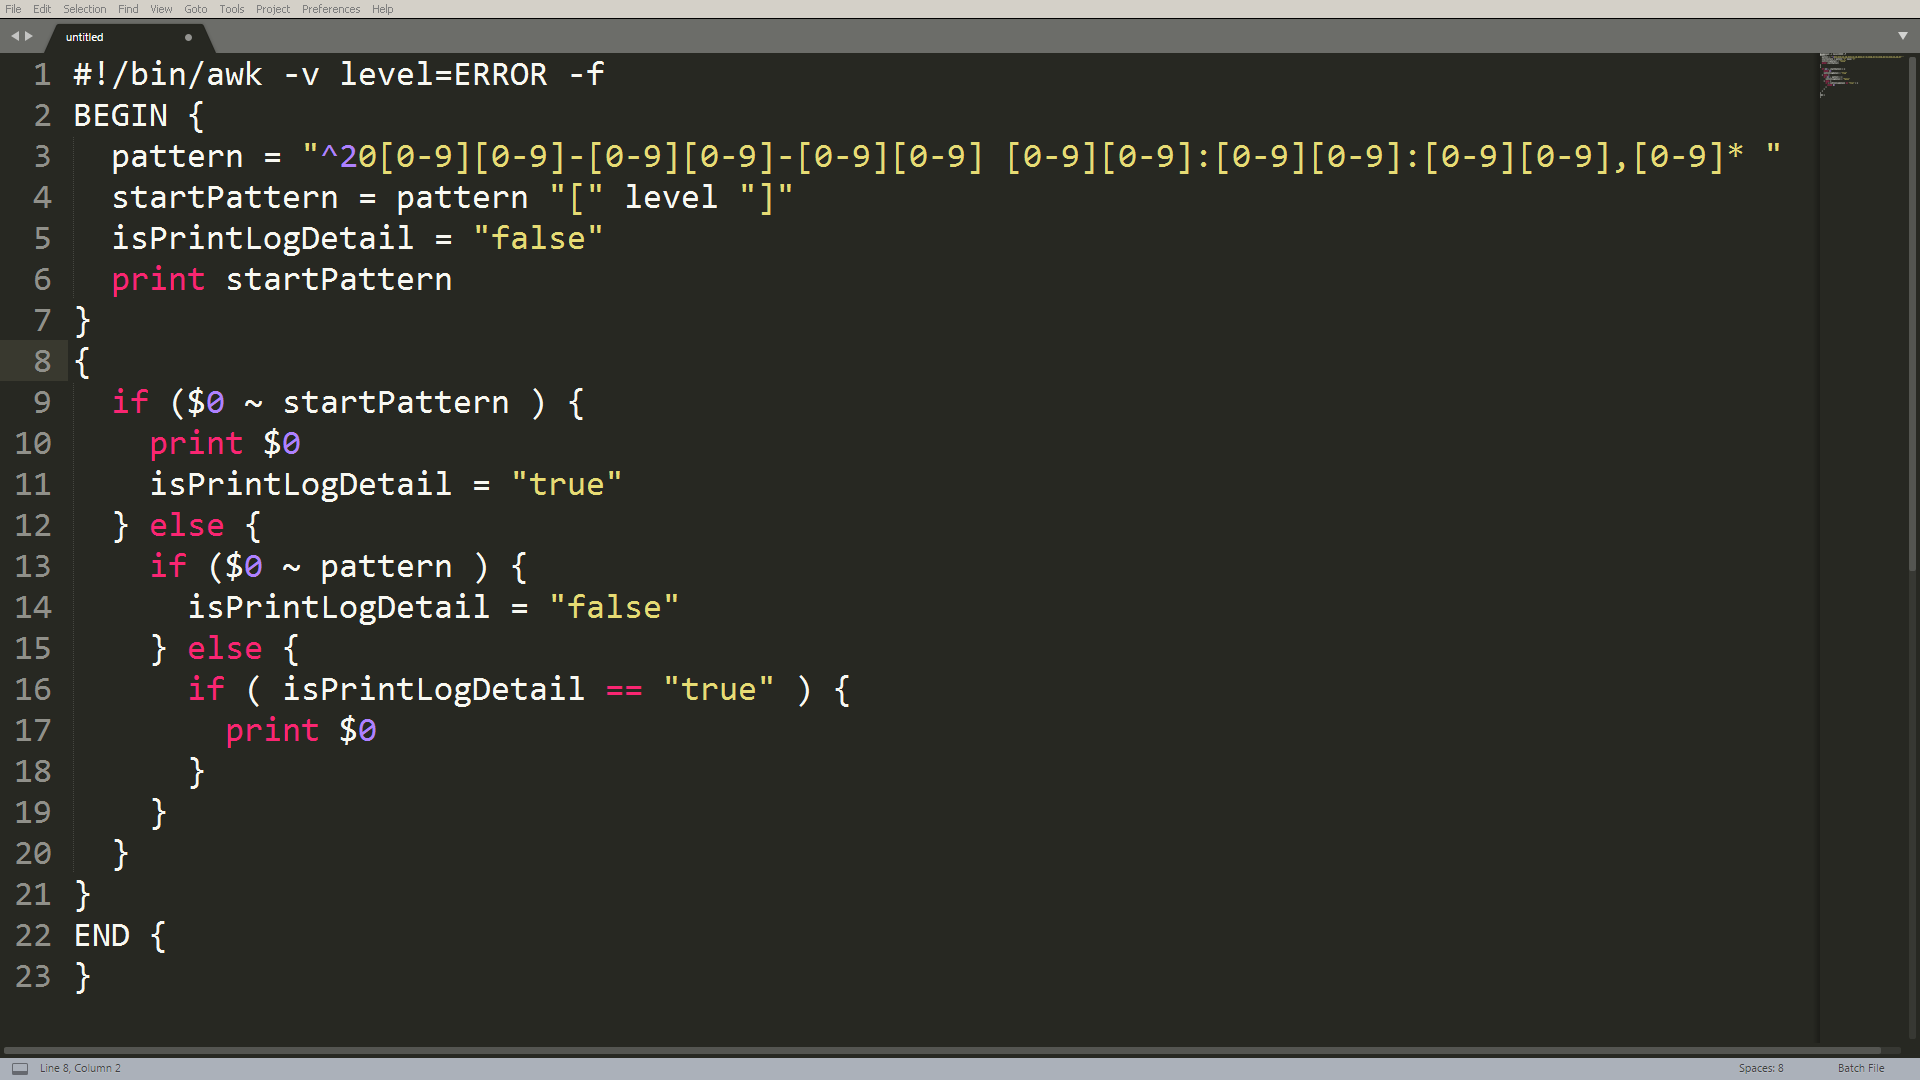 File Edit Selection Find View Goto Tools Project Preferences Help
untitled
1 #!/bin/awk -v level=ERROR -f
2 BEGIN {
3   pattern = "^20[0-9][0-9]-[0-9][0-9]-[0-9][0-9] [0-9][0-9]:[0-9][0-9]:[0-9][0-9],[0-9]* "
4   startPattern = pattern "[" level "]"
5   isPrintLogDetail = "false"
6   print startPattern
7 }
8 {
9   if ($0 ~ startPattern ) {
10     print $0
11     isPrintLogDetail = "true"
12   } else {
13     if ($0 ~ pattern ) {
14       isPrintLogDetail = "false"
15     } else {
16       if ( isPrintLogDetail == "true" ) {
17         print $0
18       }
19     }
20   }
21 }
22 END {
23 }
Line 8, Column 2 Spaces: 8 Batch File